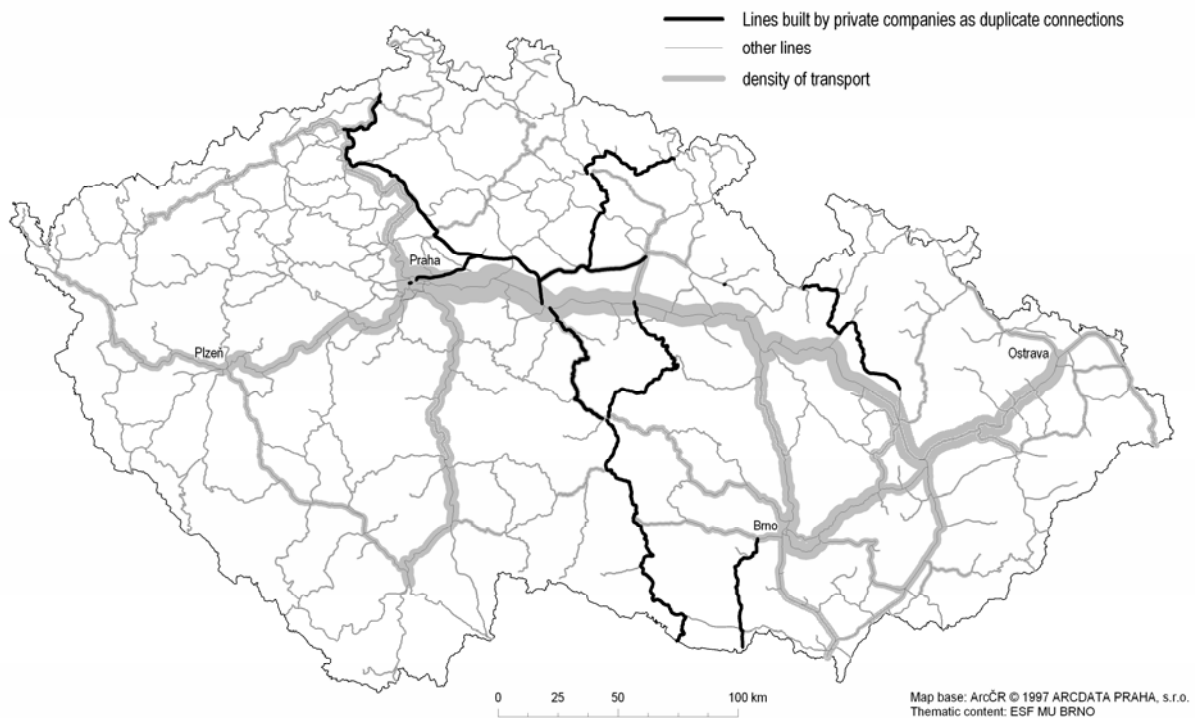 Lines built by private companies as duplicate connections
other lines
density of transport
Praha
Plzeň
Ostrava
Brno
0 25 50 100 km
Map base: ArcČR © 1997 ARCDATA PRAHA, s.r.o.
Thematic content: ESF MU BRNO